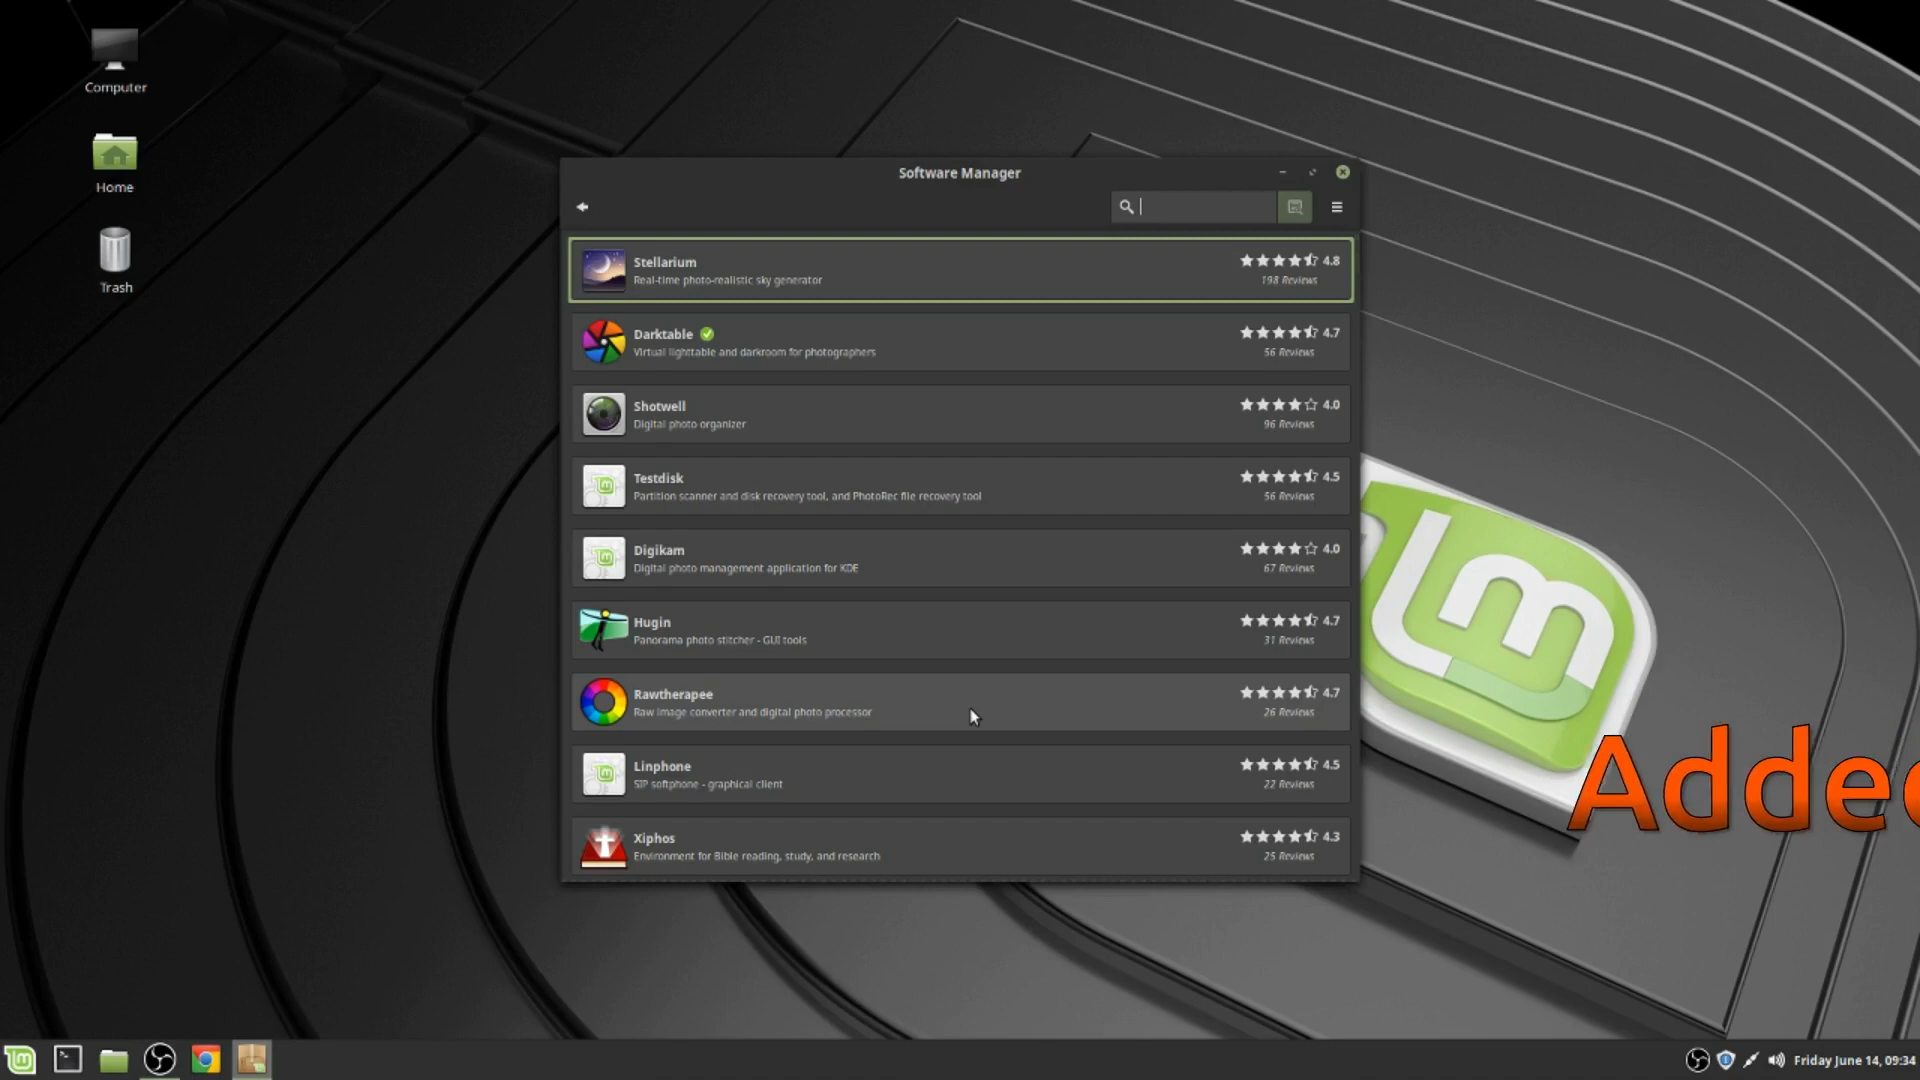 Computer
Home
Trash
Software Manager
Stellarium
Real-time photo-realistic sky generator
4.8
198 Reviews
Darktable
Virtual lighttable and darkroom for photographers
4.7
56 Reviews
Shotwell
Digital photo organizer
4.0
96 Reviews
Testdisk
Partition scanner and disk recovery tool, and PhotoRec file recovery tool
4.5
56 Reviews
Digikam
Digital photo management application for KDE
4.0
67 Reviews
Hugin
Panorama photo stitcher - GUI tools
4.7
31 Reviews
Rawtherapee
Raw image converter and digital photo processor
4.7
26 Reviews
Linphone
SIP softphone - graphical client
4.5
22 Reviews
Xiphos
Environment for Bible reading, study, and research
4.3
25 Reviews
Friday June 14, 09:34